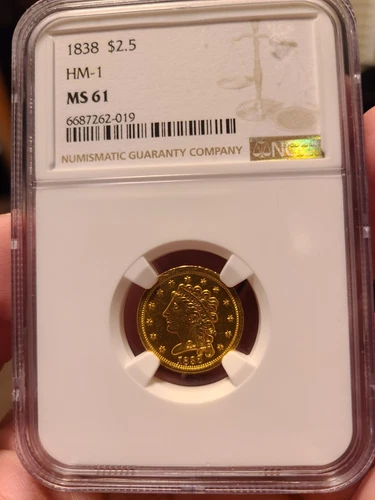 1838 $2.5
HM-1
MS 61
6687262-019
NUMISMATIC GUARANTY COMPANY
NGC